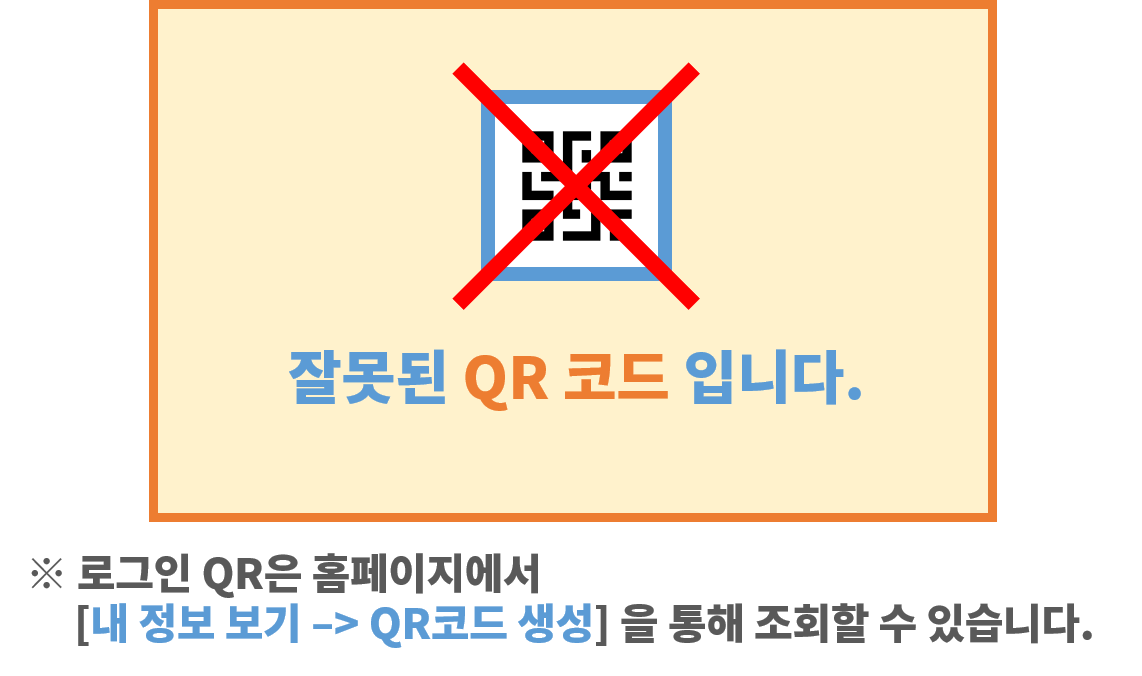 잘못된 QR 코드 입니다.
※ 로그인 QR은 홈페이지에서
[내 정보 보기 –> QR코드 생성] 을 통해 조회할 수 있습니다.